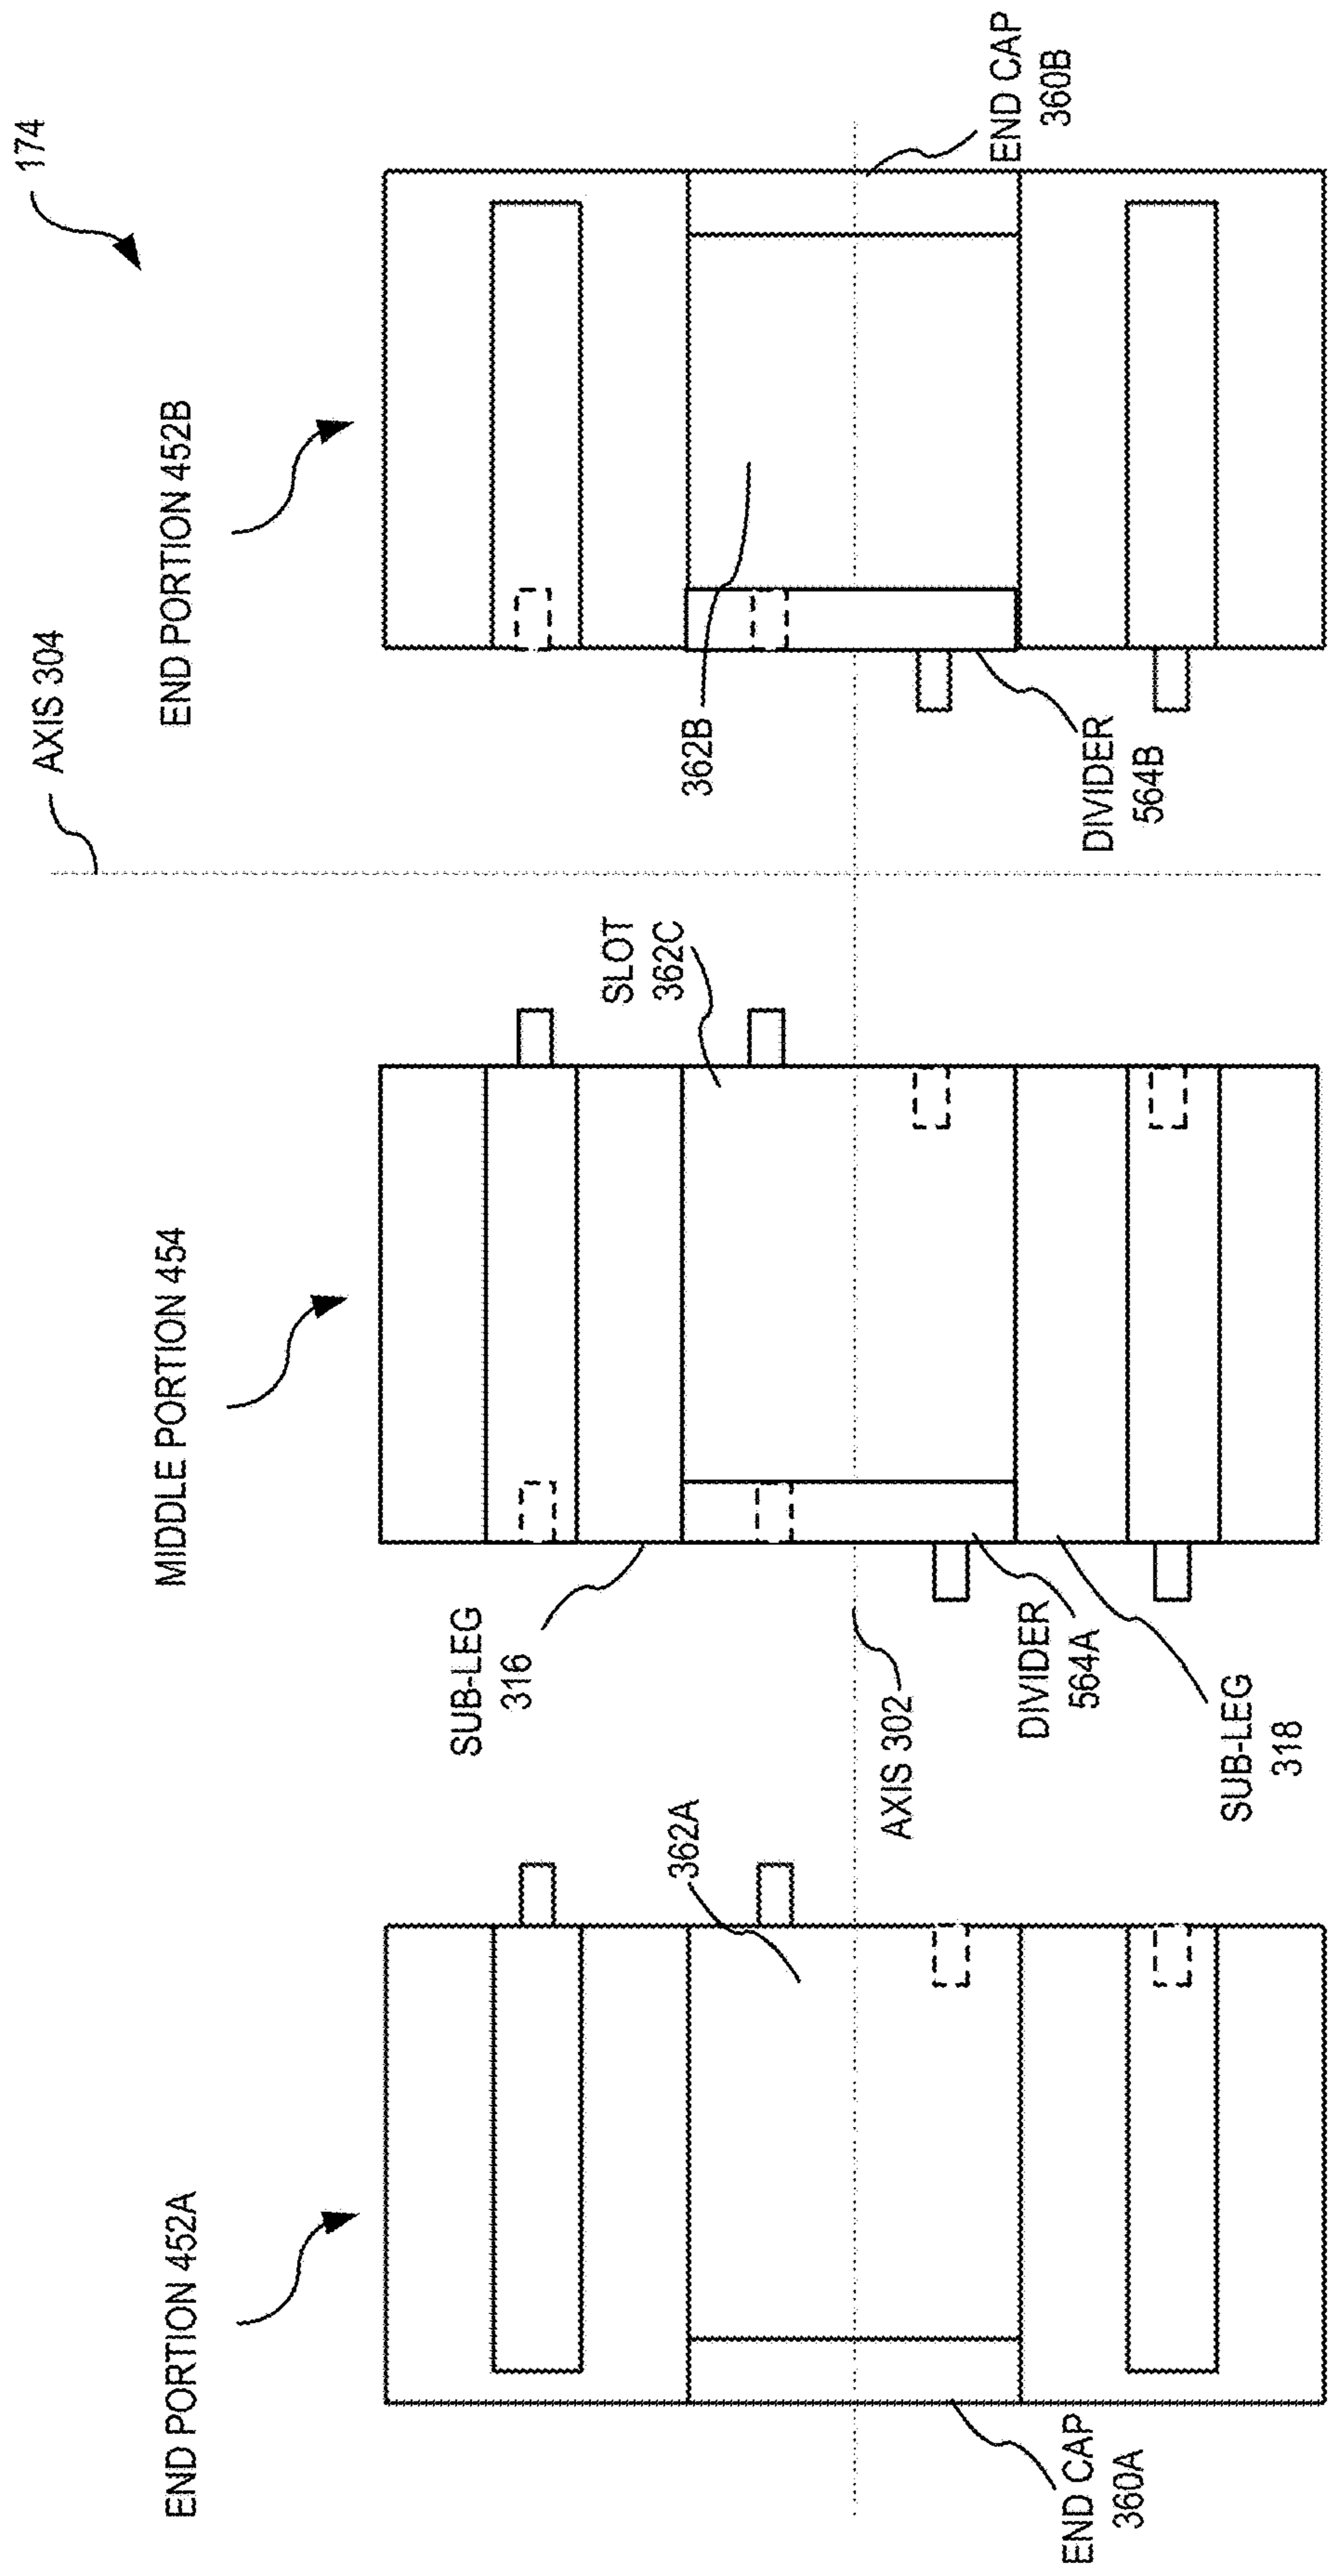 174
AXIS 304
END PORTION 452A
MIDDLE PORTION 454
END PORTION 452B
SUB-LEG
316
SLOT
362C
362A
362B
AXIS 302
END CAP
360A
DIVIDER
564A
SUB-LEG
318
DIVIDER
564B
END CAP
360B